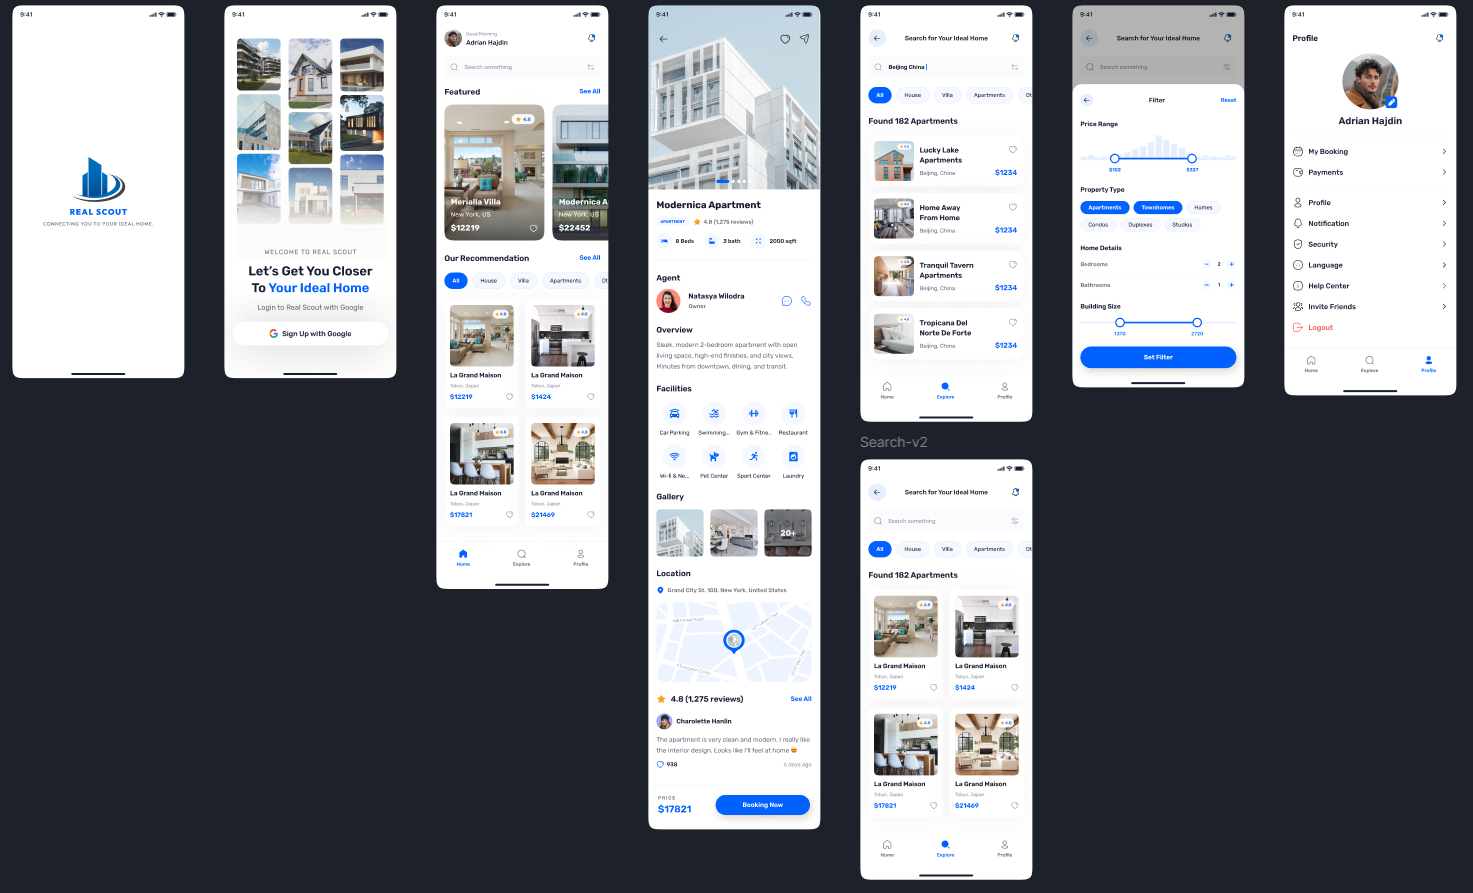 9:41
REAL SCOUT
CONNECTING YOU TO YOUR IDEAL HOME.
9:41
WELCOME TO REAL SCOUT
Let's Get You Closer
To Your Ideal Home
Login to Real Scout with Google
Sign Up with Google
9:41
Good Morning
Adrian Hajdin
Search something
Featured
See All
4.8
Merialla Villa
New York, US
$12219
Modernica A
New York, US
$22452
Our Recommendation
See All
All
House
Villa
Apartments
Ot
4.8
La Grand Maison
Tokyo, Japan
$12219
4.8
La Grand Maison
Tokyo, Japan
$1424
4.8
La Grand Maison
Tokyo, Japan
$17821
4.8
La Grand Maison
Tokyo, Japan
$21469
Home
Explore
Profile
9:41
Modernica Apartment
APARTMENT
4.8 (1,275 reviews)
8 Beds
3 bath
2000 sqft
Agent
Natasya Wilodra
Owner
Overview
Sleek, modern 2-bedroom apartment with open
living space, high-end finishes, and city views.
Minutes from downtown, dining, and transit.
Facilities
Car Parking
Swimming...
Gym & Fitne..
Restaurant
Wi-fi & Ne...
Pet Center
Sport Center
Laundry
Gallery
20+
Location
Grand City St. 100, New York, United States
4.8 (1,275 reviews)
See All
Charolette Hanlin
The apartment is very clean and modern. I really like
the interior design. Looks like I'll feel at home 😍
938
6 days ago
PRICE
$17821
Booking Now
9:41
Search for Your Ideal Home
Beijing China
All
House
Villa
Apartments
Ot
Found 182 Apartments
4.8
Lucky Lake
Apartments
Beijing, China
$1234
4.8
Home Away
From Home
Beijing, China
$1234
4.8
Tranquil Tavern
Apartments
Beijing, China
$1234
4.8
Tropicana Del
Norte De Forte
Beijing, China
$1234
Home
Explore
Profile
Search-v2
9:41
Search for Your Ideal Home
Search something
All
House
Villa
Apartments
Ot
Found 182 Apartments
4.8
La Grand Maison
Tokyo, Japan
$12219
4.8
La Grand Maison
Tokyo, Japan
$1424
4.8
La Grand Maison
Tokyo, Japan
$17821
4.8
La Grand Maison
Tokyo, Japan
$21469
Home
Explore
Profile
9:41
Search for Your Ideal Home
Search something
Filter
Reset
Price Range
$102
$327
Property Type
Apartments
Townhomes
Homes
Condos
Duplexes
Studios
Home Details
Bedrooms
2
Bathrooms
1
Building Size
1370
2720
Set Filter
9:41
Profile
Adrian Hajdin
My Booking
Payments
Profile
Notification
Security
Language
Help Center
Invite Friends
Logout
Home
Explore
Profile